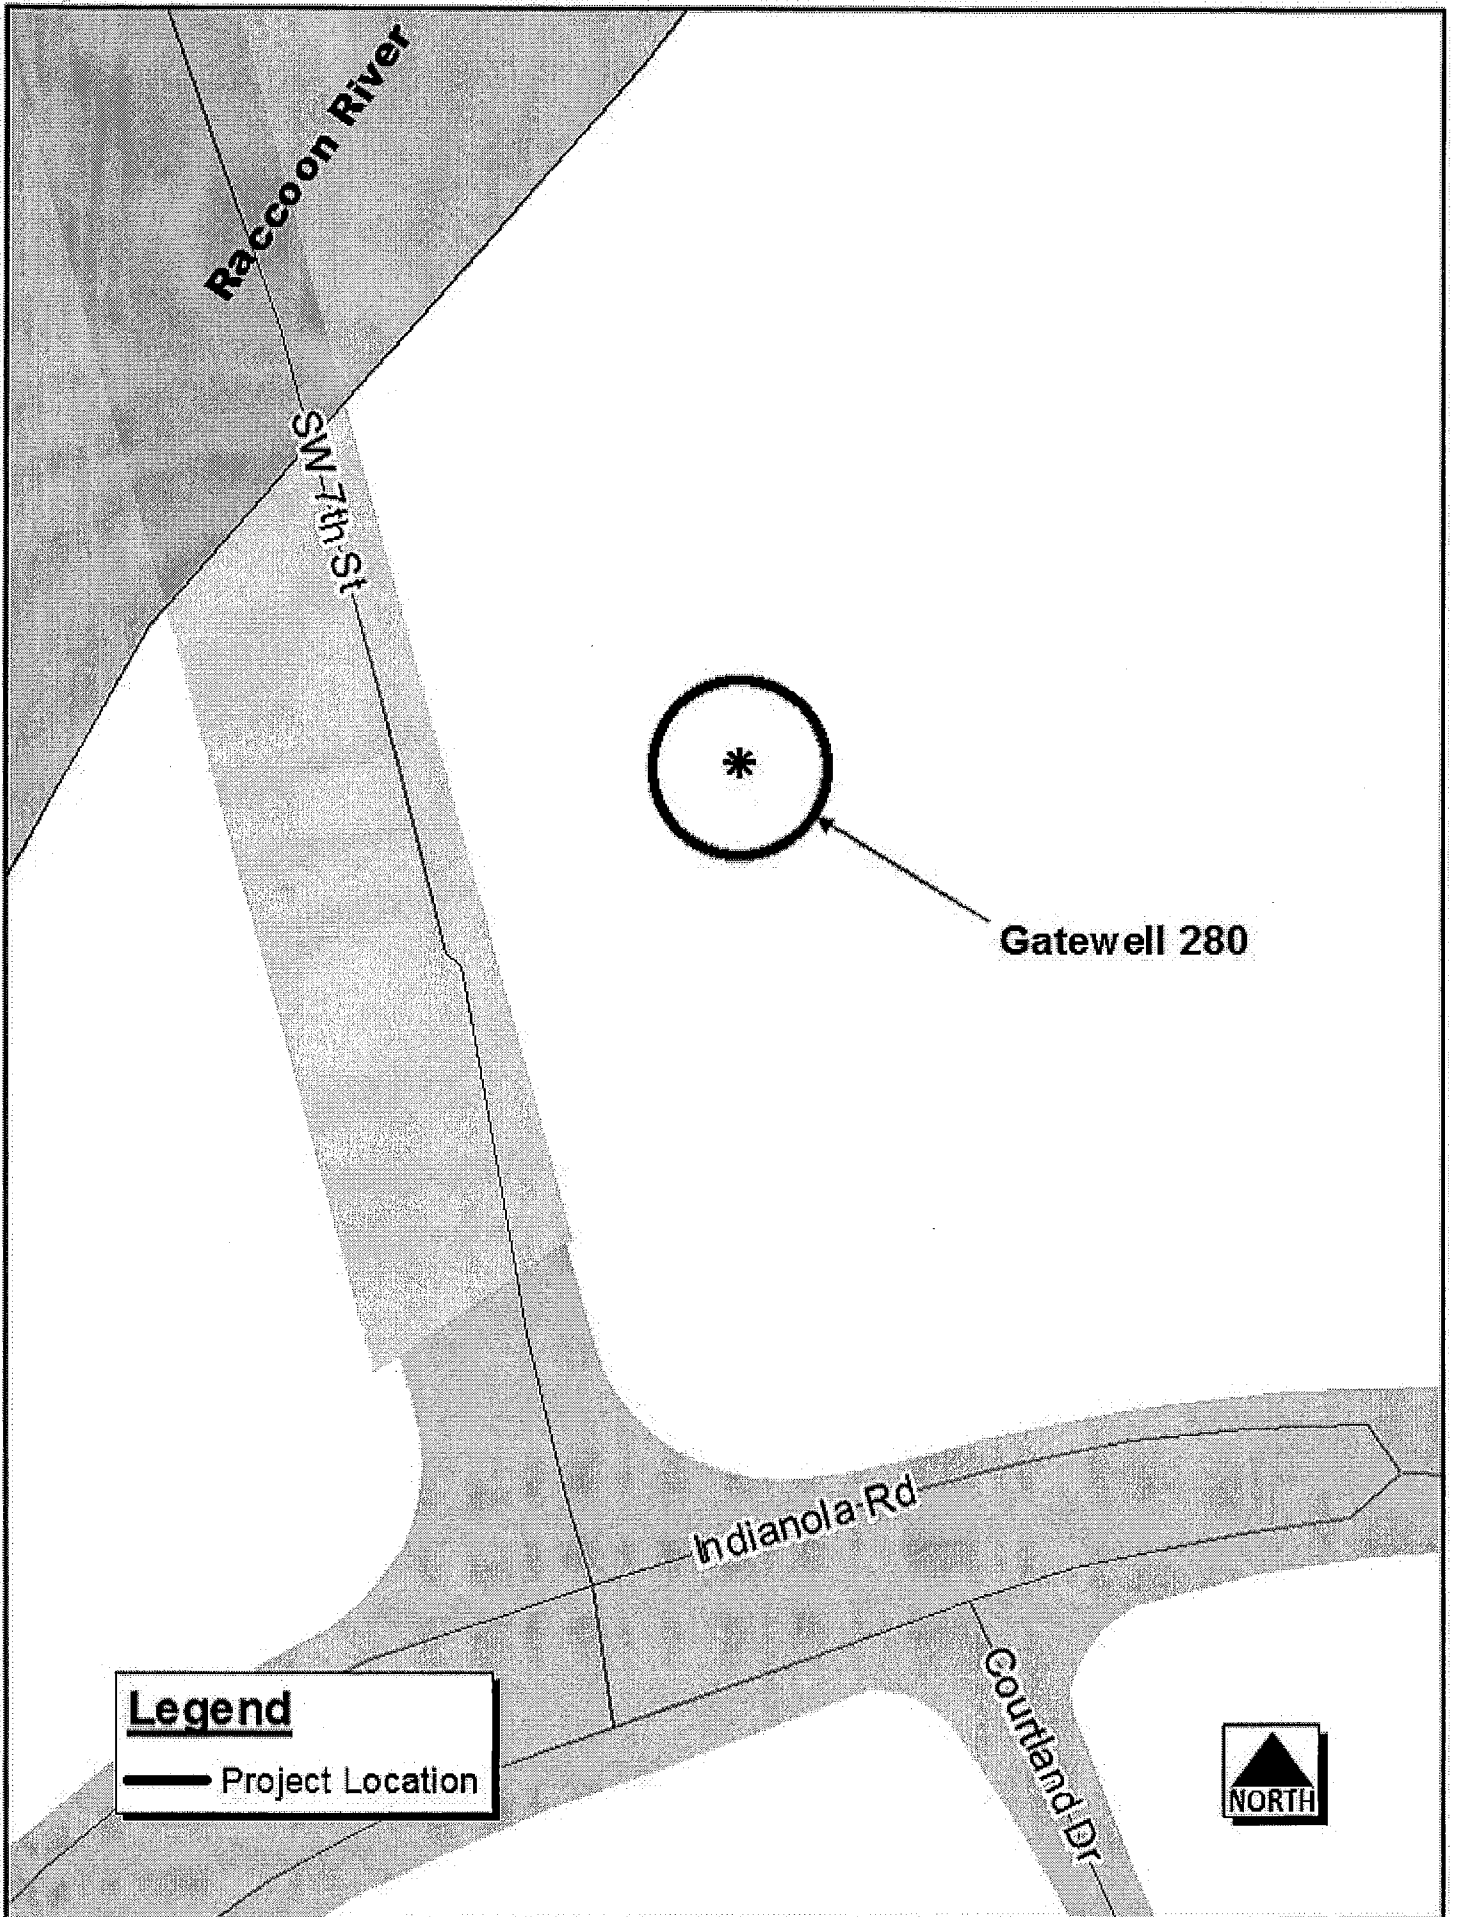 Raccoon River
SW 7th St
Gatewell 280
Indianola Rd
Courtland Dr
Legend
Project Location
NORTH